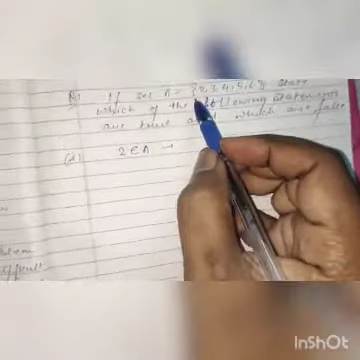 If set A = {2,3,4,5,6} State
which of the following statements
are true and which are false
(a) 2 ∈ A →
InShOt